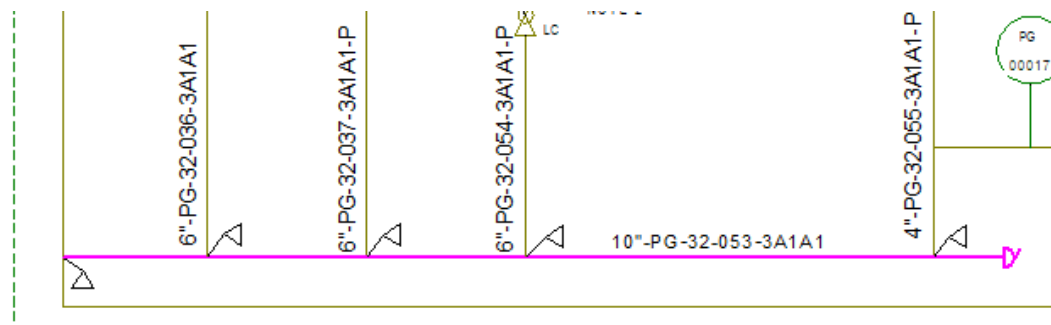 LC
PG
00017
6"-PG-32-036-3A1A1
6"-PG-32-037-3A1A1-P
6"-PG-32-054-3A1A1-P
4"-PG-32-055-3A1A1-P
10"-PG-32-053-3A1A1